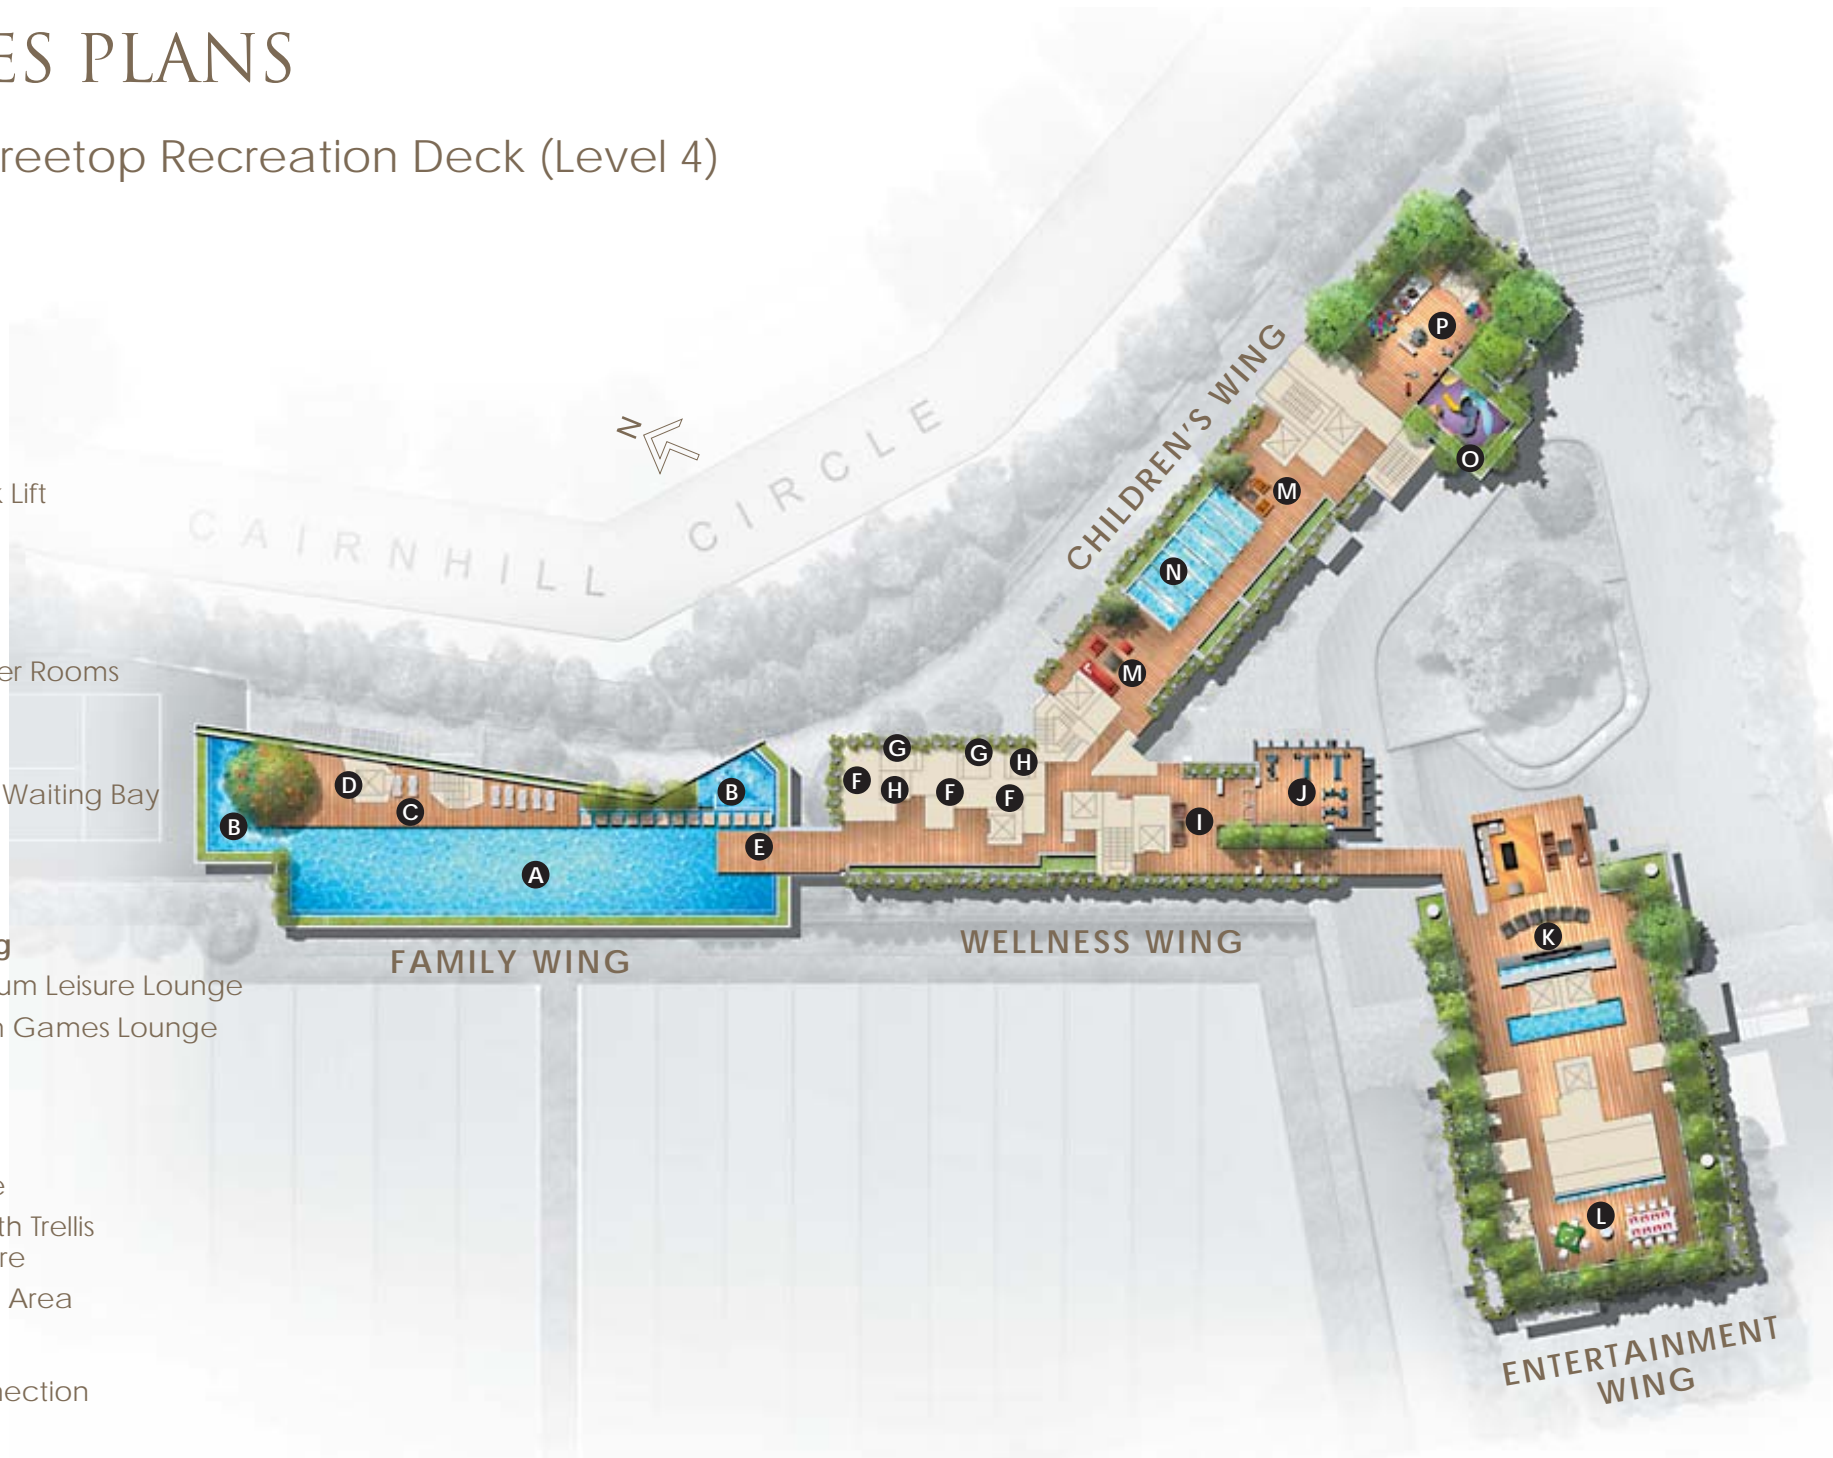 ES PLANS
reetop Recreation Deck (Level 4)
N
CAIRNHILL CIRCLE
Lift
er Rooms
Waiting Bay
g
um Leisure Lounge
Games Lounge
e
th Trellis
re
Area
nection
CHILDREN'S WING
P
O
M
N
M
D
C
B
B
E
A
FAMILY WING
G
G
H
F
H
F
F
I
J
WELLNESS WING
K
L
ENTERTAINMENT
WING